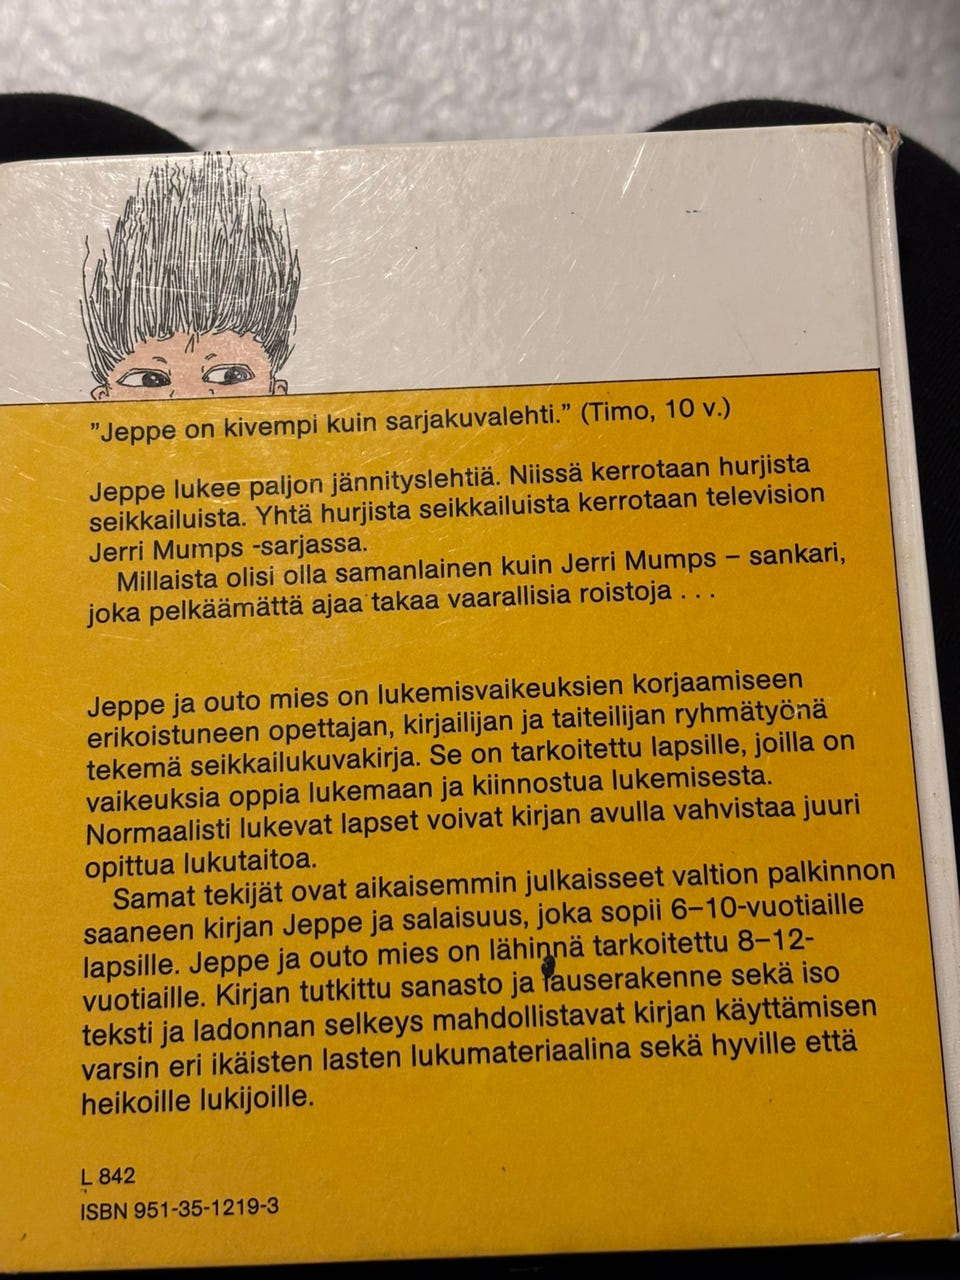 ”Jeppe on kivempi kuin sarjakuvalehti.” (Timo, 10 v.)
Jeppe lukee paljon jännityslehtiä. Niissä kerrotaan hurjista
seikkailuista. Yhtä hurjista seikkailuista kerrotaan television
Jerri Mumps -sarjassa.
Millaista olisi olla samanlainen kuin Jerri Mumps – sankari,
joka pelkäämättä ajaa takaa vaarallisia roistoja . . .
Jeppe ja outo mies on lukemisvaikeuksien korjaamiseen
erikoistuneen opettajan, kirjailijan ja taiteilijan ryhmätyönä
tekemä seikkailukuvakirja. Se on tarkoitettu lapsille, joilla on
vaikeuksia oppia lukemaan ja kiinnostua lukemisesta.
Normaalisti lukevat lapset voivat kirjan avulla vahvistaa juuri
opittua lukutaitoa.
Samat tekijät ovat aikaisemmin julkaisseet valtion palkinnon
saaneen kirjan Jeppe ja salaisuus, joka sopii 6–10-vuotiaille
lapsille. Jeppe ja outo mies on lähinnä tarkoitettu 8–12-
vuotiaille. Kirjan tutkittu sanasto ja lauserakenne sekä iso
teksti ja ladonnan selkeys mahdollistavat kirjan käyttämisen
varsin eri ikäisten lasten lukumateriaalina sekä hyville että
heikoille lukijoille.
L 842
ISBN 951-35-1219-3